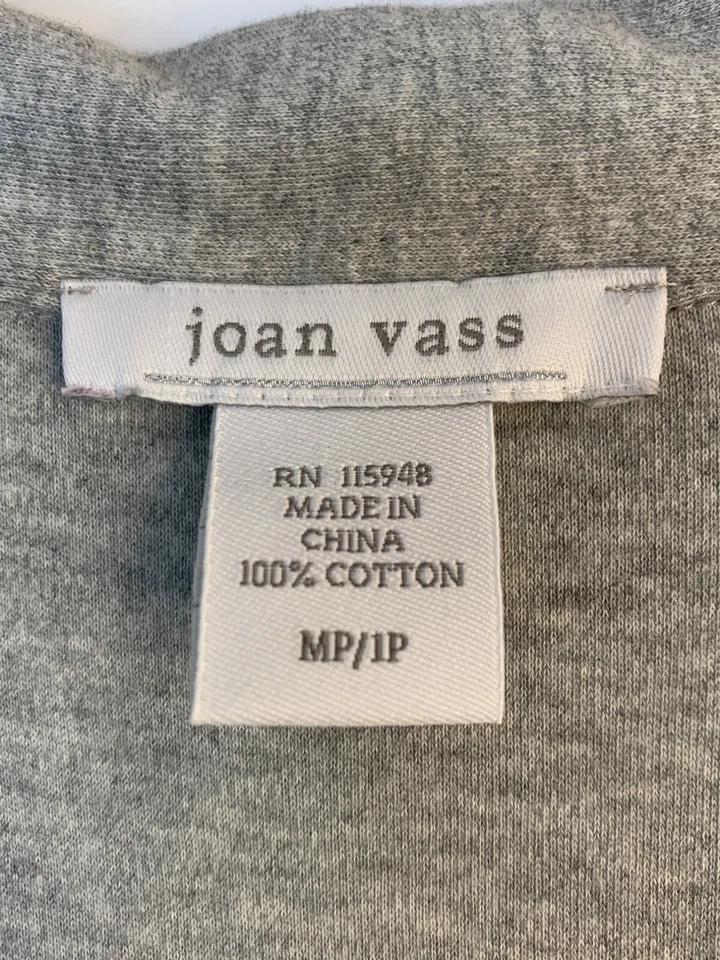 joan vass
RN 115948
MADE IN
CHINA
100% COTTON
MP/1P